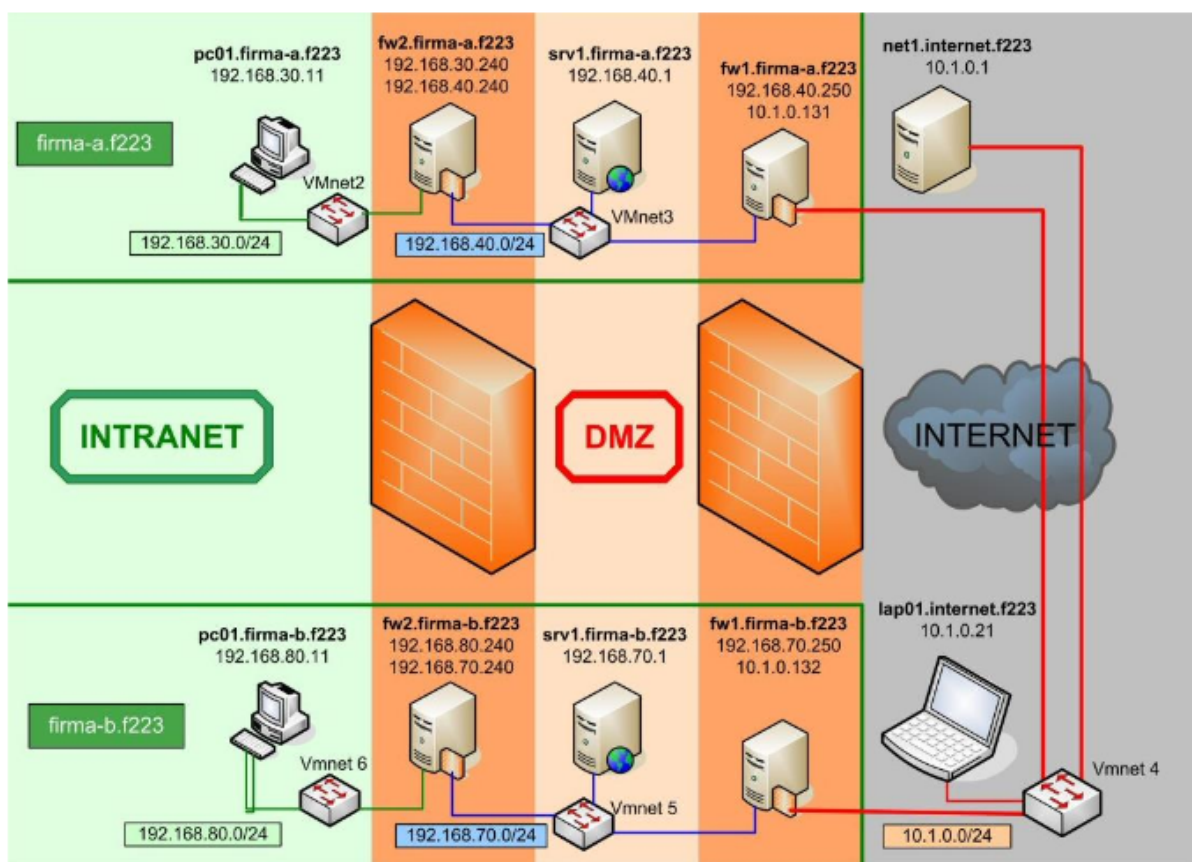 pc01.firma-a.f223
192.168.30.11
fw2.firma-a.f223
192.168.30.240
192.168.40.240
srv1.firma-a.f223
192.168.40.1
fw1.firma-a.f223
192.168.40.250
10.1.0.131
net1.internet.f223
10.1.0.1
firma-a.f223
VMnet2
VMnet3
192.168.30.0/24
192.168.40.0/24
INTRANET
DMZ
INTERNET
pc01.firma-b.f223
192.168.80.11
fw2.firma-b.f223
192.168.80.240
192.168.70.240
srv1.firma-b.f223
192.168.70.1
fw1.firma-b.f223
192.168.70.250
10.1.0.132
lap01.internet.f223
10.1.0.21
firma-b.f223
Vmnet 6
Vmnet 5
Vmnet 4
192.168.80.0/24
192.168.70.0/24
10.1.0.0/24